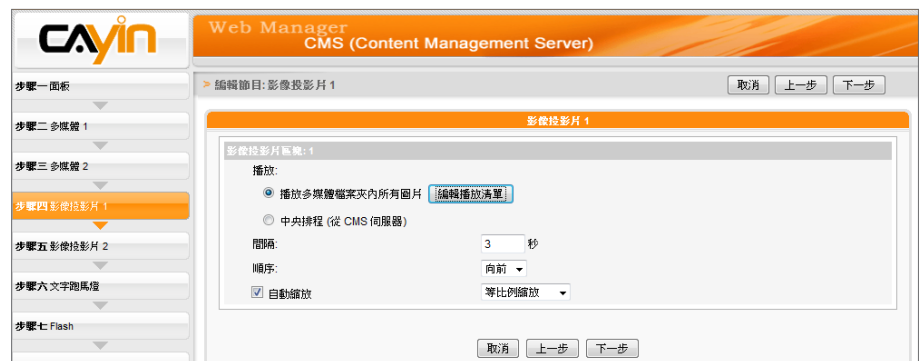 CAYIN
Web Manager
CMS (Content Management Server)
步驟一 面板
步驟二 多媒體 1
步驟三 多媒體 2
步驟四 影像投影片 1
步驟五 影像投影片 2
步驟六 文字跑馬燈
步驟七 Flash
> 編輯節目: 影像投影片 1
取消 上一步 下一步
影像投影片 1
影像投影片區塊: 1
播放:
播放多媒體檔案夾內所有圖片 編輯播放清單
中央排程 (從 CMS 伺服器)
間隔: 3 秒
順序: 向前
自動縮放 等比例縮放
取消 上一步 下一步